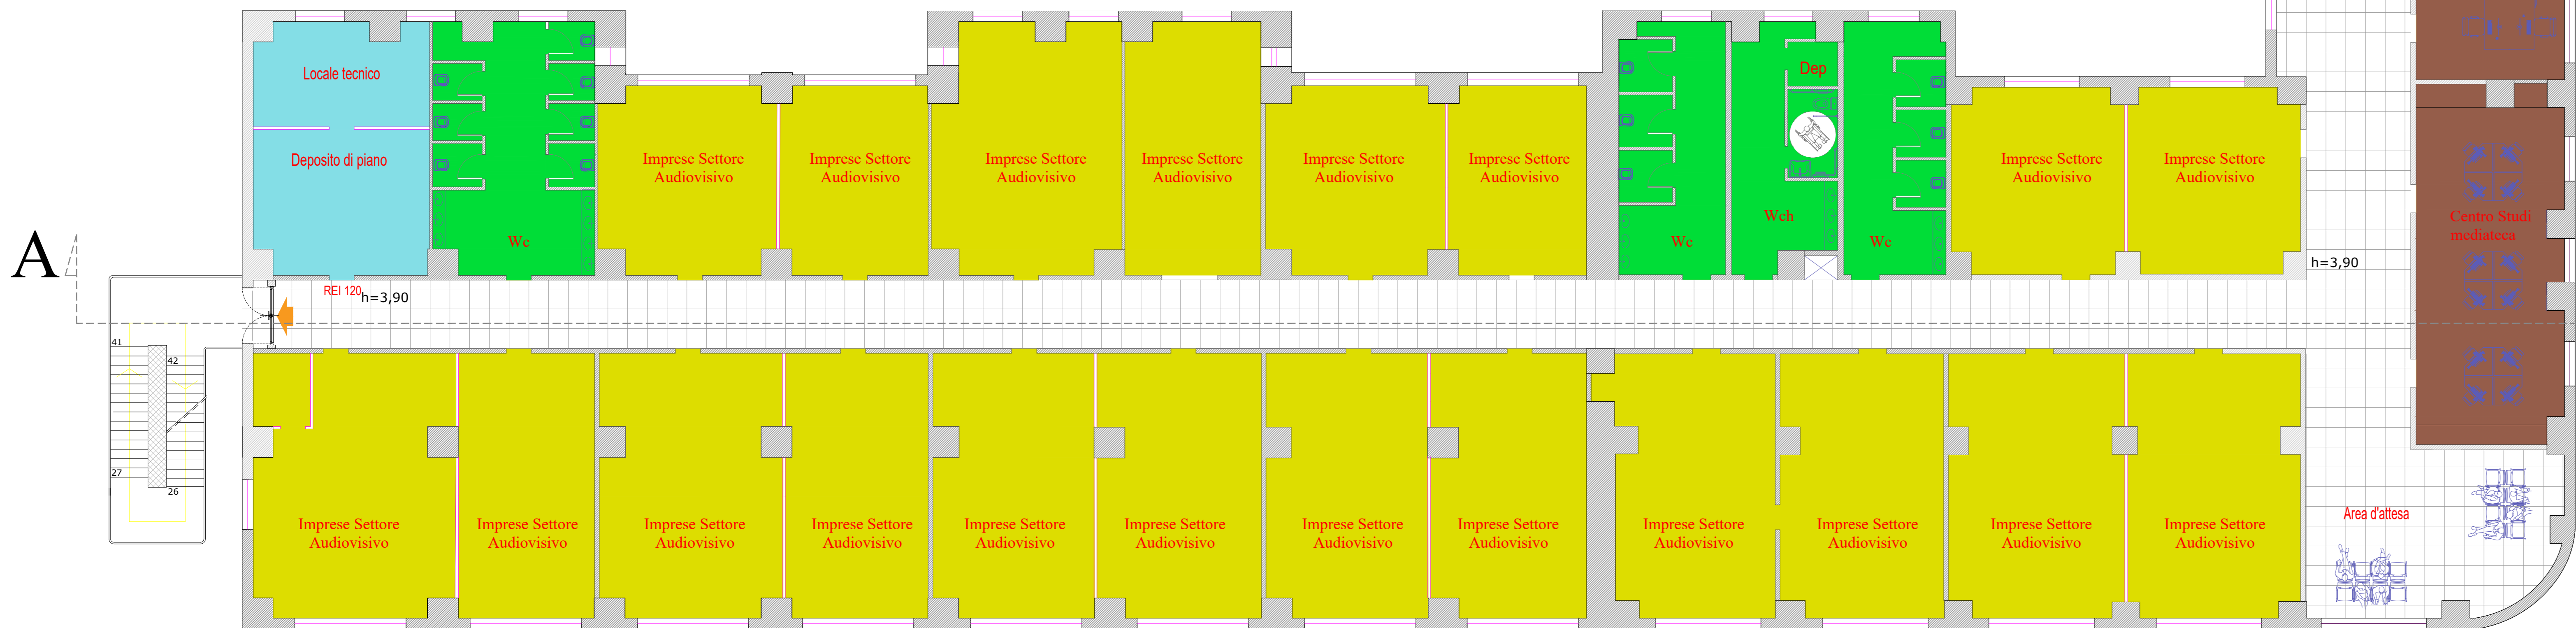 Locale tecnico
Dep
Deposito di piano
Imprese Settore
Audiovisivo
Imprese Settore
Audiovisivo
Imprese Settore
Audiovisivo
Imprese Settore
Audiovisivo
Imprese Settore
Audiovisivo
Imprese Settore
Audiovisivo
Imprese Settore
Audiovisivo
Imprese Settore
Audiovisivo
Wc
Wc
Wch
Wc
Centro Studi
mediateca
A
h=3,90
REI 120
h=3,90
41
42
27
26
Imprese Settore
Audiovisivo
Imprese Settore
Audiovisivo
Imprese Settore
Audiovisivo
Imprese Settore
Audiovisivo
Imprese Settore
Audiovisivo
Imprese Settore
Audiovisivo
Imprese Settore
Audiovisivo
Imprese Settore
Audiovisivo
Imprese Settore
Audiovisivo
Imprese Settore
Audiovisivo
Imprese Settore
Audiovisivo
Imprese Settore
Audiovisivo
Area d'attesa